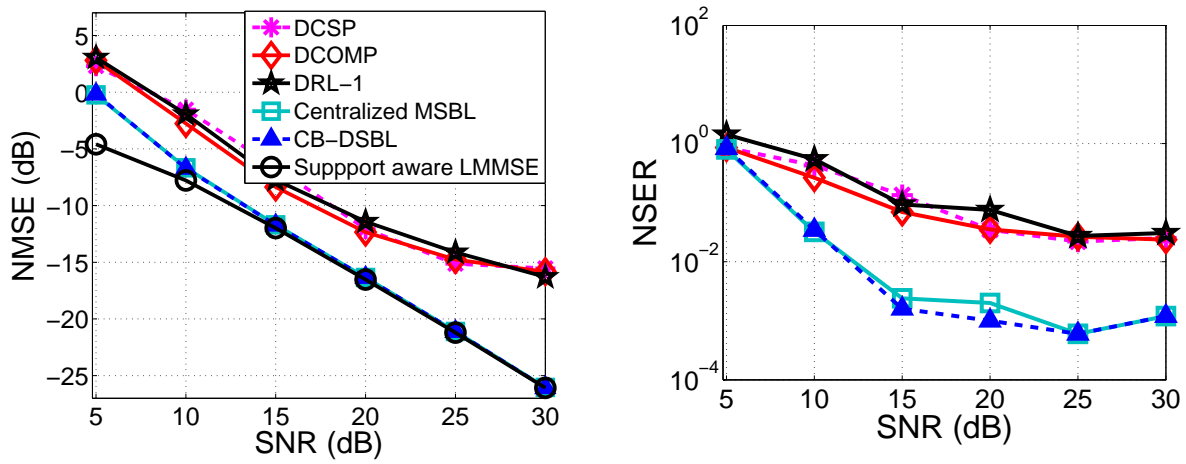 5
0
−5
−10
−15
−20
−25
NMSE (dB)
5 10 15 20 25 30
SNR (dB)
DCSP
DCOMP
DRL−1
Centralized MSBL
CB−DSBL
Suppport aware LMMSE
10^2
10^0
10^−2
10^−4
NSER
5 10 15 20 25 30
SNR (dB)